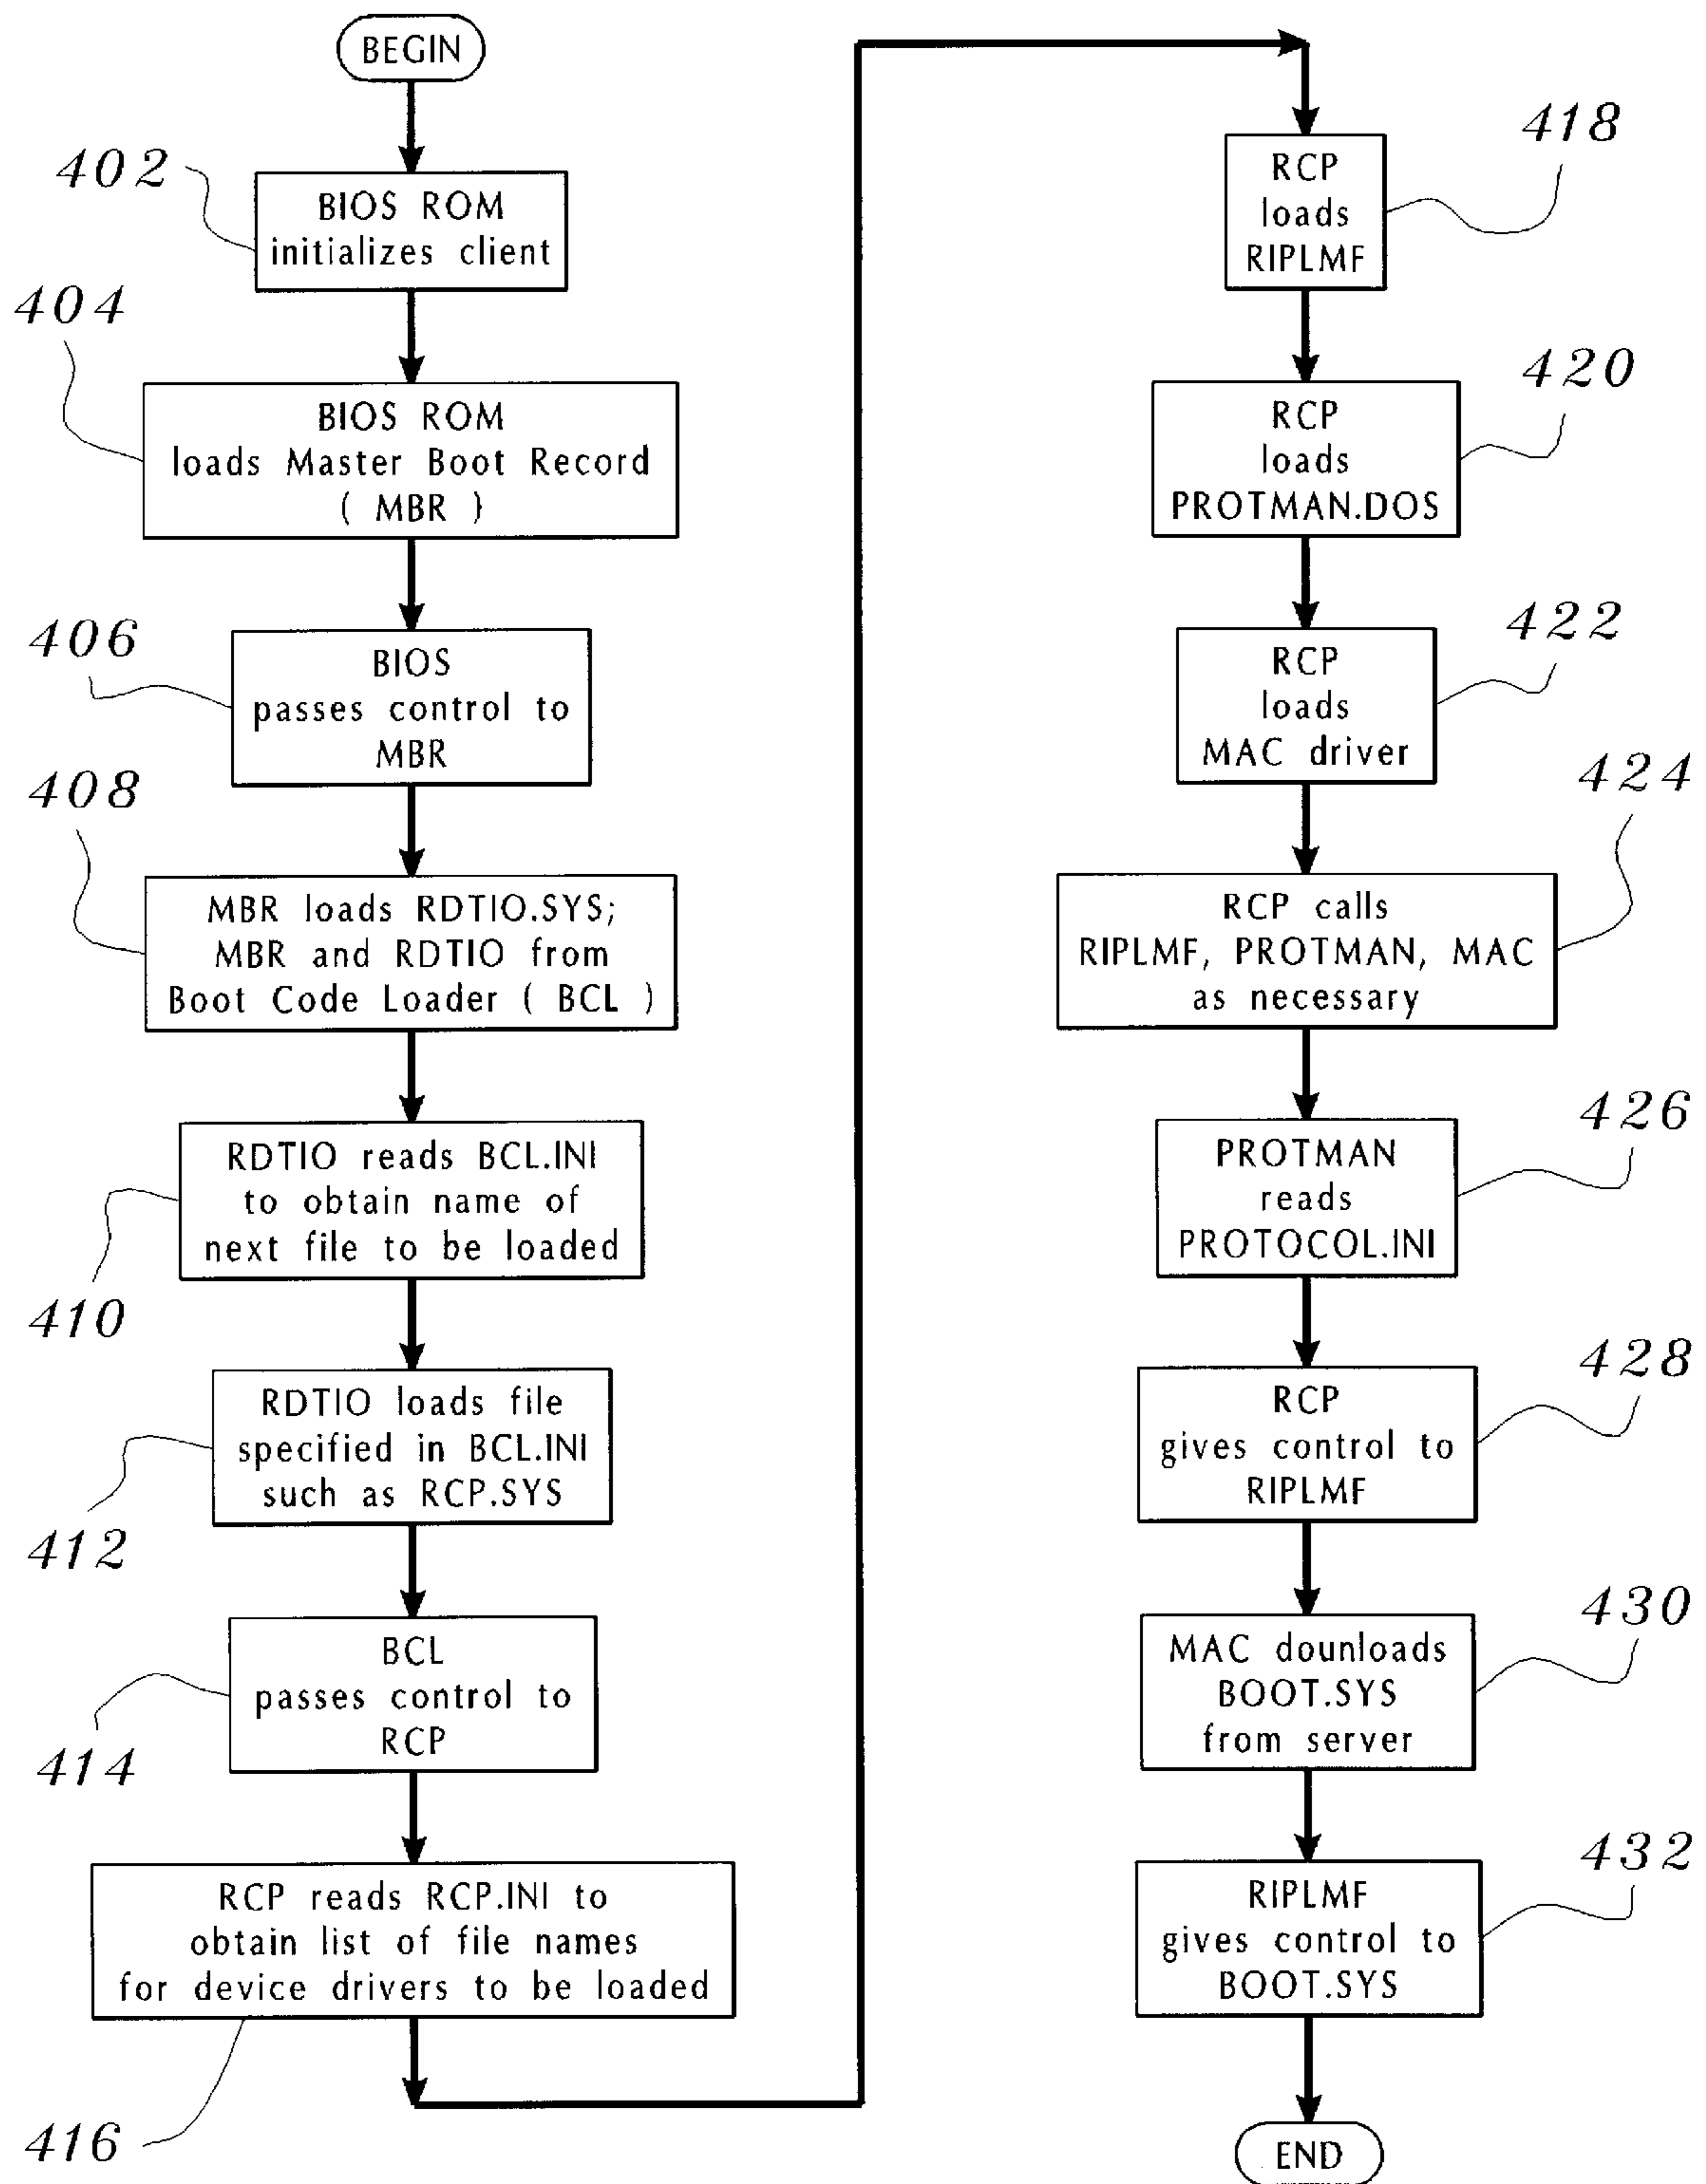 BEGIN
402
BIOS ROM
initializes client
404
BIOS ROM
loads Master Boot Record
( MBR )
406
BIOS
passes control to
MBR
408
MBR loads RDTIO.SYS;
MBR and RDTIO from
Boot Code Loader ( BCL )
RDTIO reads BCL.INI
to obtain name of
next file to be loaded
410
RDTIO loads file
specified in BCL.INI
such as RCP.SYS
412
BCL
passes control to
RCP
414
RCP reads RCP.INI to
obtain list of file names
for device drivers to be loaded
416
418
RCP
loads
RIPLMF
420
RCP
loads
PROTMAN.DOS
422
RCP
loads
MAC driver
424
RCP calls
RIPLMF, PROTMAN, MAC
as necessary
426
PROTMAN
reads
PROTOCOL.INI
428
RCP
gives control to
RIPLMF
430
MAC dounloads
BOOT.SYS
from server
432
RIPLMF
gives control to
BOOT.SYS
END